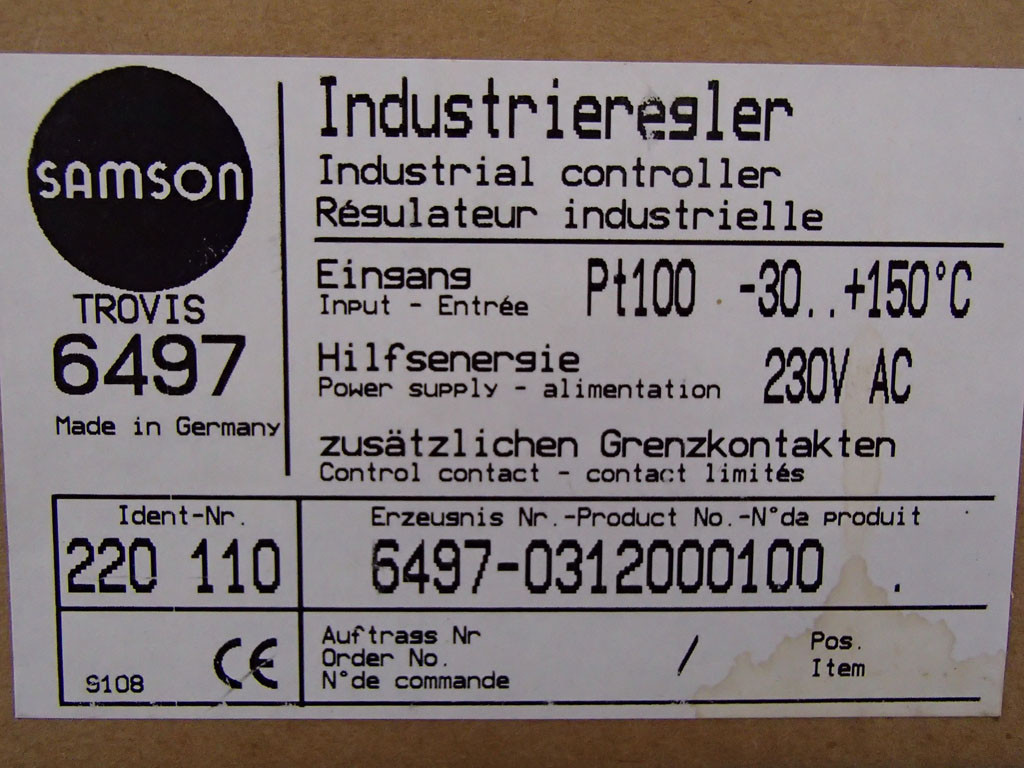 SAMSON
TROVIS
6497
Made in Germany
Industrieregler
Industrial controller
Régulateur industrielle
Eingang
Input - Entrée
Pt100 -30..+150°C
Hilfsenergie
Power supply - alimentation
230V AC
zusätzlichen Grenzkontakten
Control contact - contact limités
Ident-Nr.
220 110
Erzeugnis Nr.-Product No.-N°da produit
6497-0312000100 .
S108
CE
Auftrags Nr
Order No.
N°de commande
/
Pos.
Item